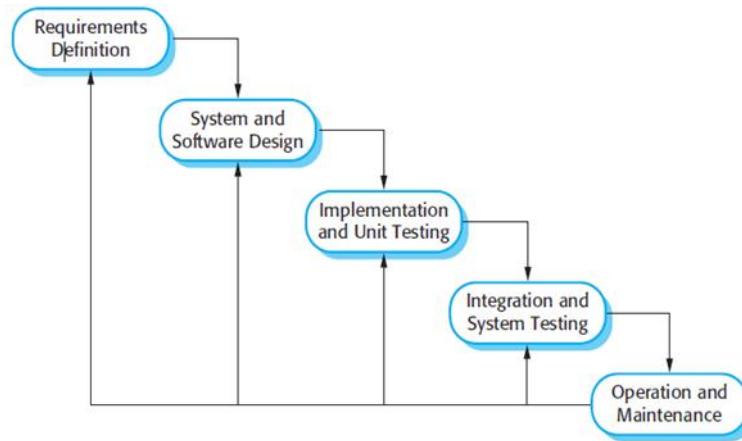 Requirements
Definition
System and
Software Design
Implementation
and Unit Testing
Integration and
System Testing
Operation and
Maintenance